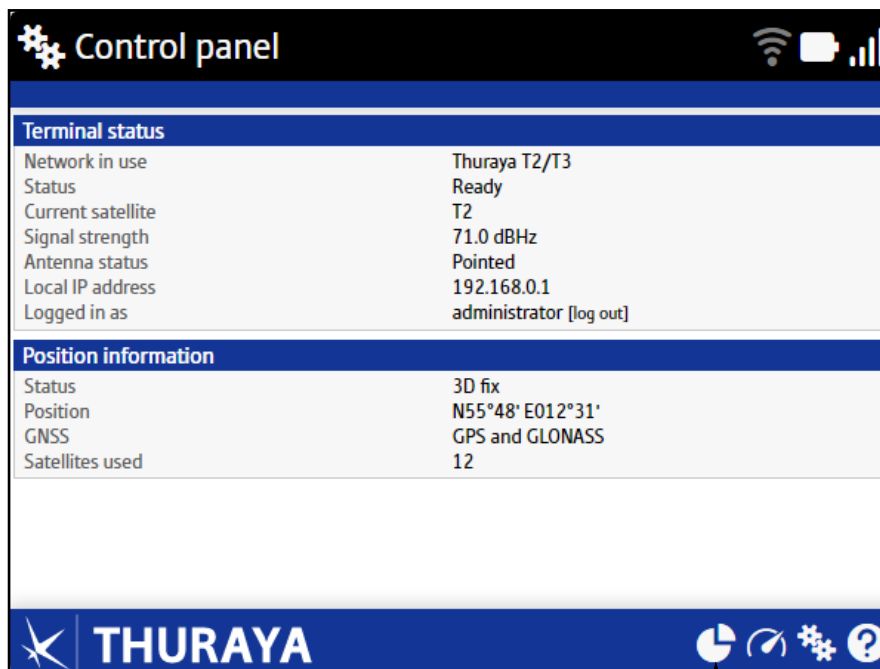 Control panel
Terminal status
Network in use Thuraya T2/T3
Status Ready
Current satellite T2
Signal strength 71.0 dBHz
Antenna status Pointed
Local IP address 192.168.0.1
Logged in as administrator [log out]
Position information
Status 3D fix
Position N55°48' E012°31'
GNSS GPS and GLONASS
Satellites used 12
THURAYA
?